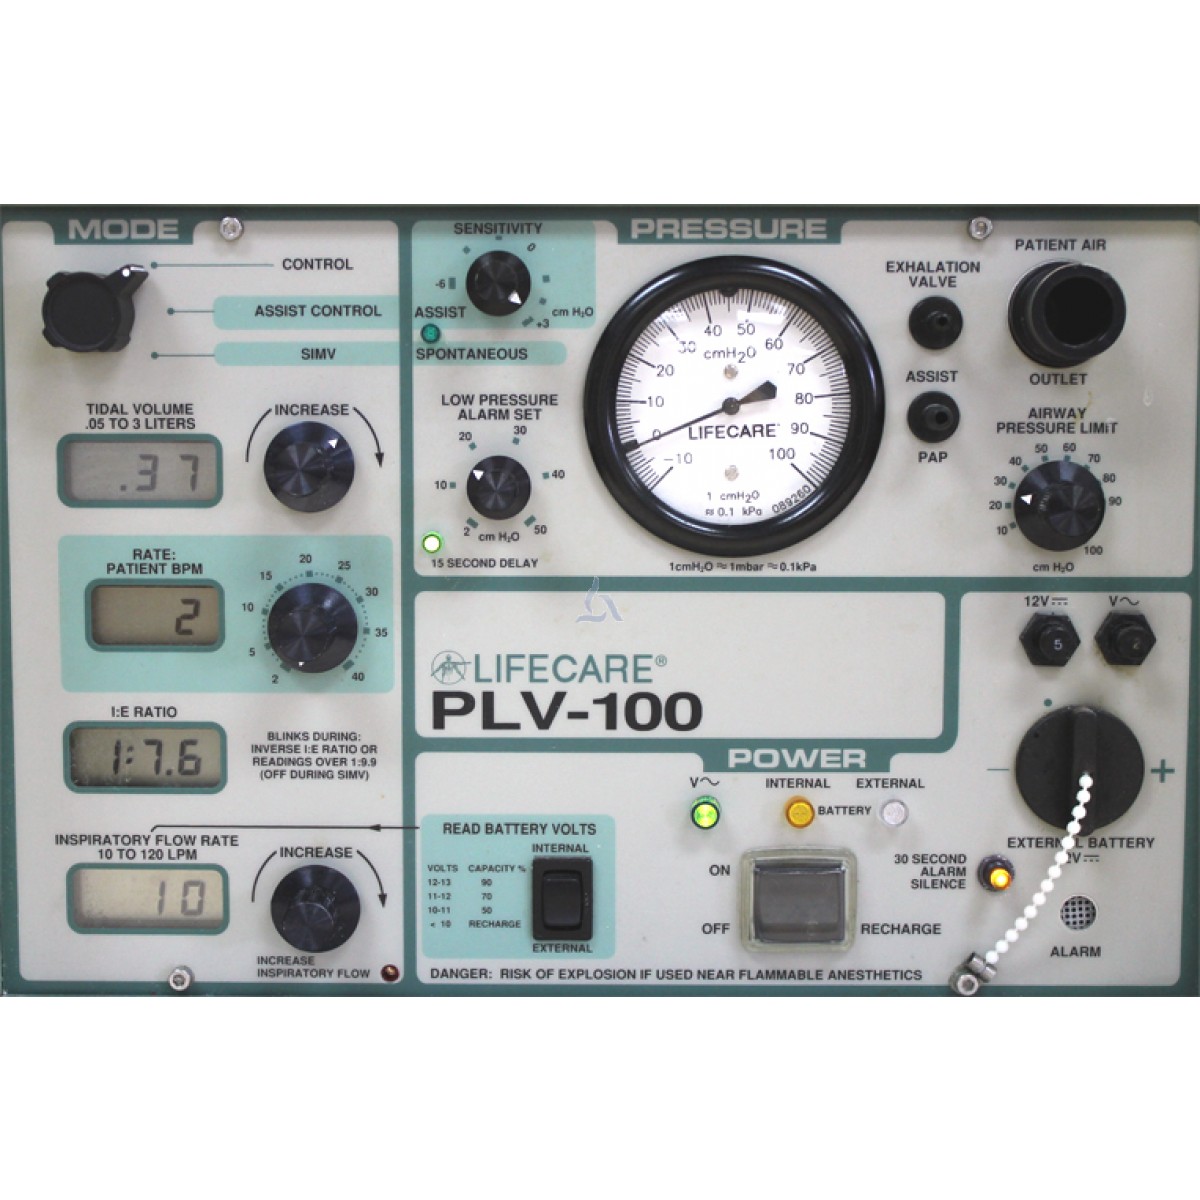 MODE
CONTROL
ASSIST CONTROL
SIMV
TIDAL VOLUME
.05 TO 3 LITERS
.37
INCREASE
RATE:
PATIENT BPM
2
2 5 10 15 20 25 30 35 40
I:E RATIO
1:7.6
BLINKS DURING:
INVERSE I:E RATIO OR
READINGS OVER 1:9.9
(OFF DURING SIMV)
INSPIRATORY FLOW RATE
10 TO 120 LPM
10
INCREASE
INCREASE
INSPIRATORY FLOW
SENSITIVITY
-6 0 +3
cm H₂O
ASSIST
SPONTANEOUS
LOW PRESSURE
ALARM SET
2 10 20 30 40 50
cm H₂O
15 SECOND DELAY
PRESSURE
-10 0 10 20 30 40 50 60 70 80 90 100
cmH₂O
LIFECARE
1 cmH₂O
≈ 0.1 kPa
089260
1cmH₂O ≈ 1mbar ≈ 0.1kPa
EXHALATION
VALVE
ASSIST
PAP
PATIENT AIR
OUTLET
AIRWAY
PRESSURE LIMIT
10 20 30 40 50 60 70 80 90 100
cm H₂O
LIFECARE®
PLV-100
12V⎓ V~
5
2
POWER
V~
INTERNAL EXTERNAL
BATTERY
READ BATTERY VOLTS
VOLTS CAPACITY %
12-13 90
11-12 70
10-11 50
< 10 RECHARGE
INTERNAL
EXTERNAL
ON
OFF
RECHARGE
30 SECOND
ALARM
SILENCE
− +
EXTERNAL BATTERY
ALARM
DANGER: RISK OF EXPLOSION IF USED NEAR FLAMMABLE ANESTHETICS